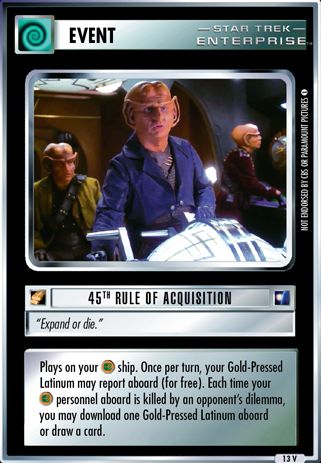 EVENT
STAR TREK
ENTERPRISE
NOT ENDORSED BY CBS OR PARAMOUNT PICTURES
45TH RULE OF ACQUISITION
“Expand or die.”
Plays on your ship. Once per turn, your Gold-Pressed
Latinum may report aboard (for free). Each time your
personnel aboard is killed by an opponent's dilemma,
you may download one Gold-Pressed Latinum aboard
or draw a card.
13 V